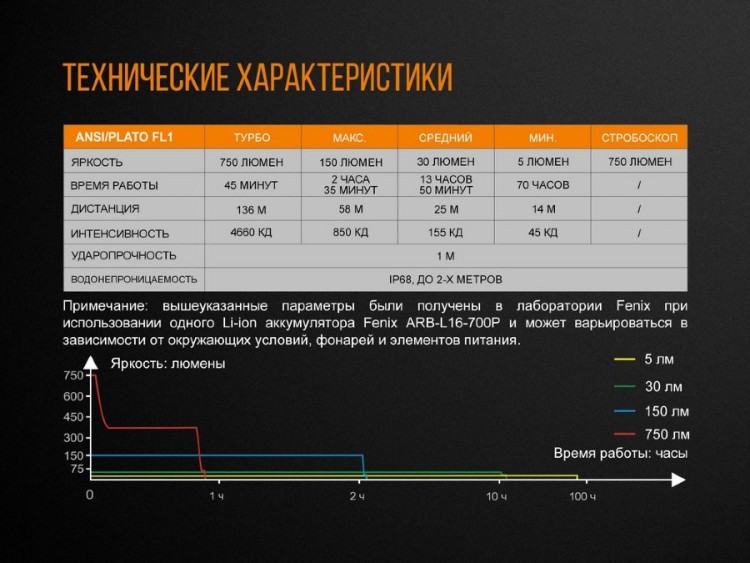 ТЕХНИЧЕСКИЕ ХАРАКТЕРИСТИКИ
ANSI/PLATO FL1 ТУРБО МАКС. СРЕДНИЙ МИН. СТРОБОСКОП
ЯРКОСТЬ 750 ЛЮМЕН 150 ЛЮМЕН 30 ЛЮМЕН 5 ЛЮМЕН 750 ЛЮМЕН
ВРЕМЯ РАБОТЫ 45 МИНУТ 2 ЧАСА 35 МИНУТ 13 ЧАСОВ 50 МИНУТ 70 ЧАСОВ /
ДИСТАНЦИЯ 136 М 58 М 25 М 14 М /
ИНТЕНСИВНОСТЬ 4660 КД 850 КД 155 КД 45 КД /
УДАРОПРОЧНОСТЬ 1 М
ВОДОНЕПРОНИЦАЕМОСТЬ IP68, ДО 2-Х МЕТРОВ
Примечание: вышеуказанные параметры были получены в лаборатории Fenix при
использовании одного Li-ion аккумулятора Fenix ARB-L16-700P и может варьироваться в
зависимости от окружающих условий, фонарей и элементов питания.
Яркость: люмены
750
600
450
300
150
75
5 лм
30 лм
150 лм
750 лм
Время работы: часы
0 1 ч 2 ч 10 ч 100 ч